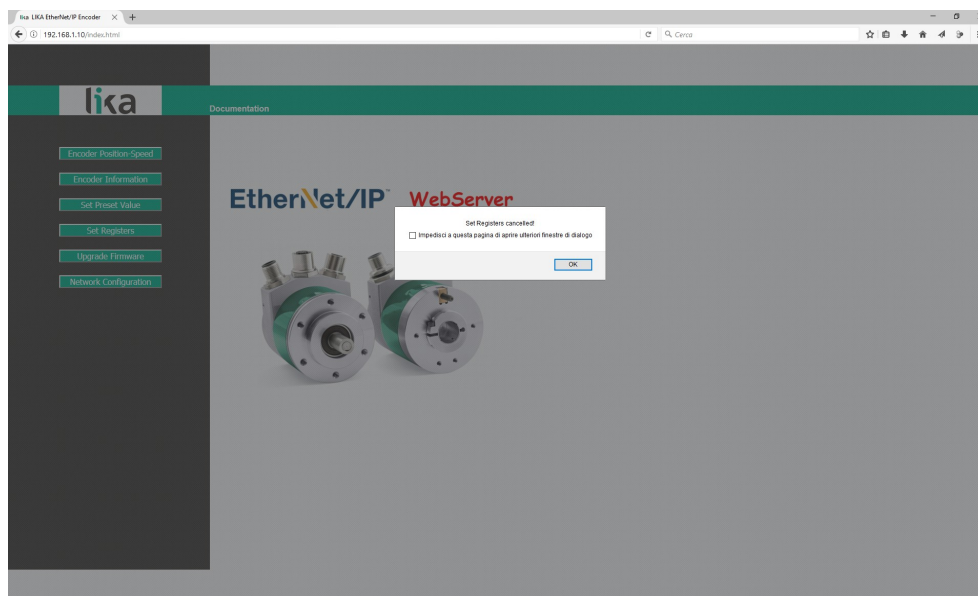 lika LIKA EtherNet/IP Encoder
192.168.1.10/index.html
Cerca
lika
Documentation
Encoder Position-Speed
Encoder Information
Set Preset Value
Set Registers
Upgrade Firmware
Network Configuration
EtherNet/IP™ WebServer
Set Registers cancelled!
Impedisci a questa pagina di aprire ulteriori finestre di dialogo
OK